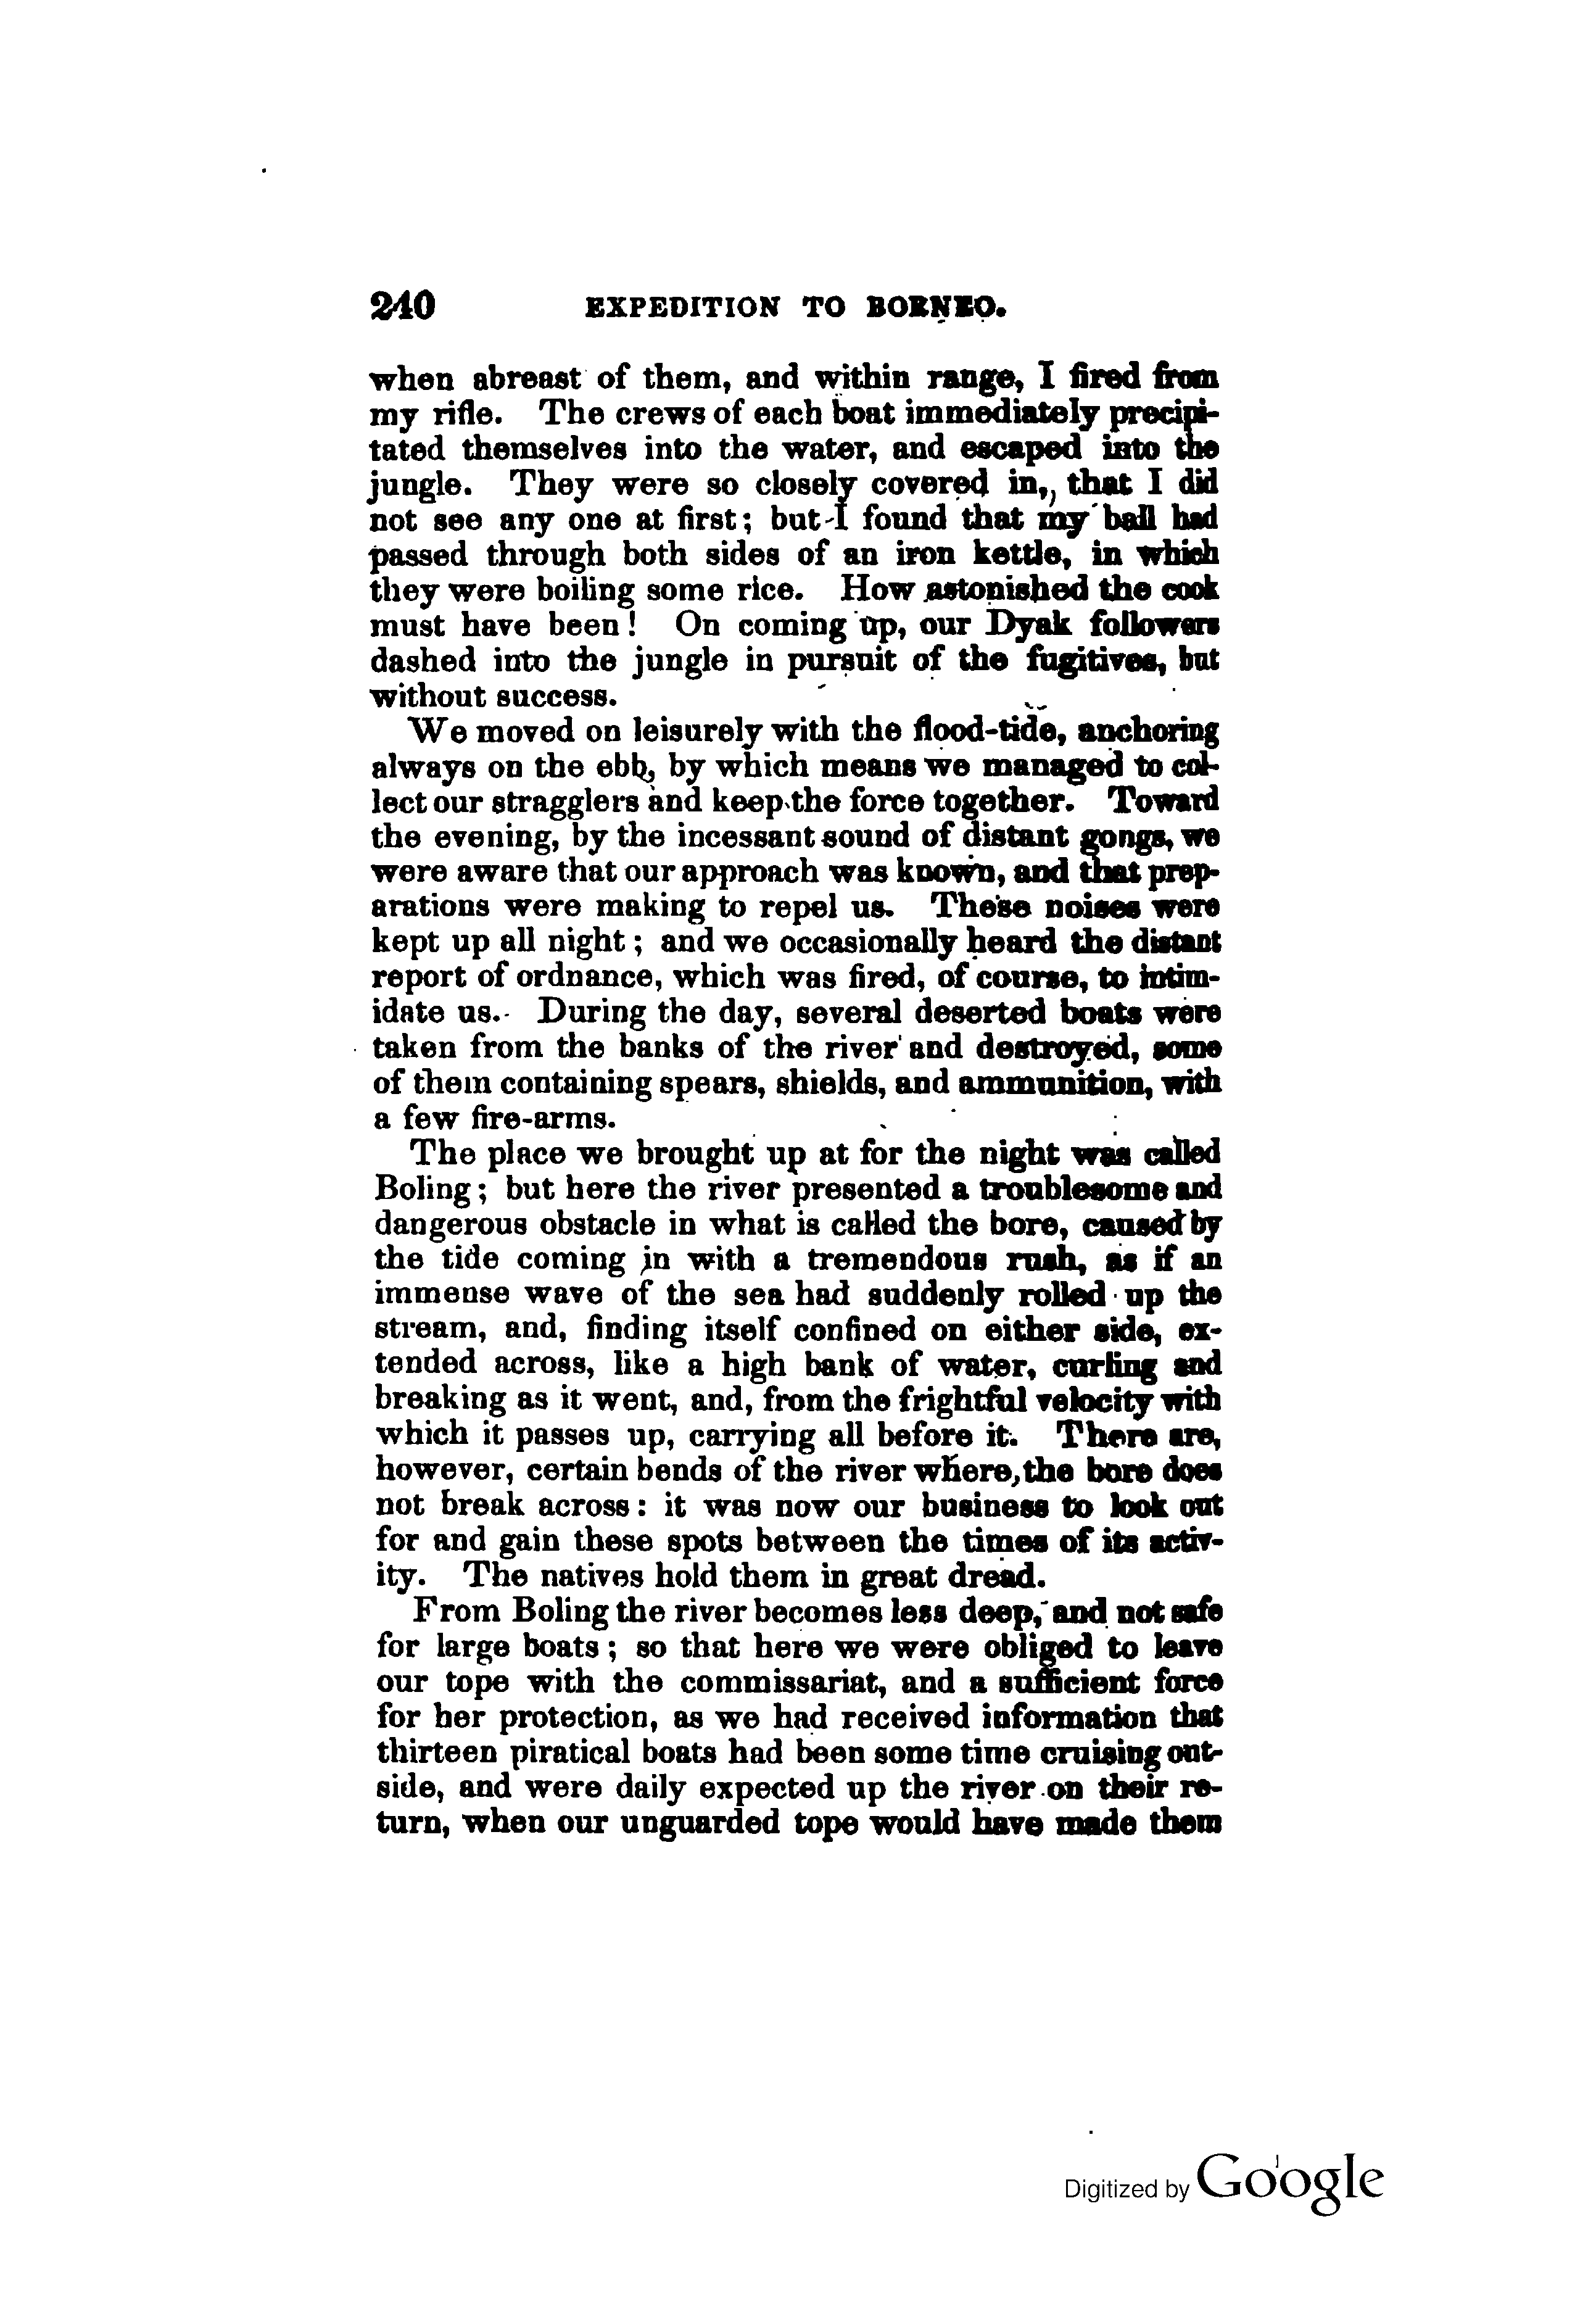 240 EXPEDITION TO BORNEO.
when abreast of them, and within range, I fired from
my rifle. The crews of each boat immediately precipi-
tated themselves into the water, and escaped into the
jungle. They were so closely covered in, that I did
not see any one at first; but I found that my ball had
passed through both sides of an iron kettle, in which
they were boiling some rice. How astonished the cook
must have been! On coming up, our Dyak followers
dashed into the jungle in pursuit of the fugitives, but
without success.
We moved on leisurely with the flood-tide, anchoring
always on the ebb, by which means we managed to col-
lect our stragglers and keep the force together. Toward
the evening, by the incessant sound of distant gongs, we
were aware that our approach was known, and that prep-
arations were making to repel us. These noises were
kept up all night; and we occasionally heard the distant
report of ordnance, which was fired, of course, to intim-
idate us. During the day, several deserted boats were
taken from the banks of the river and destroyed, some
of them containing spears, shields, and ammunition, with
a few fire-arms.
The place we brought up at for the night was called
Boling; but here the river presented a troublesome and
dangerous obstacle in what is called the bore, caused by
the tide coming in with a tremendous rush, as if an
immense wave of the sea had suddenly rolled up the
stream, and, finding itself confined on either side, ex-
tended across, like a high bank of water, curling and
breaking as it went, and, from the frightful velocity with
which it passes up, carrying all before it. There are,
however, certain bends of the river where the bore does
not break across: it was now our business to look out
for and gain these spots between the times of its activ-
ity. The natives hold them in great dread.
From Boling the river becomes less deep, and not safe
for large boats; so that here we were obliged to leave
our tope with the commissariat, and a sufficient force
for her protection, as we had received information that
thirteen piratical boats had been some time cruising out-
side, and were daily expected up the river on their re-
turn, when our unguarded tope would have made them
Digitized by Google